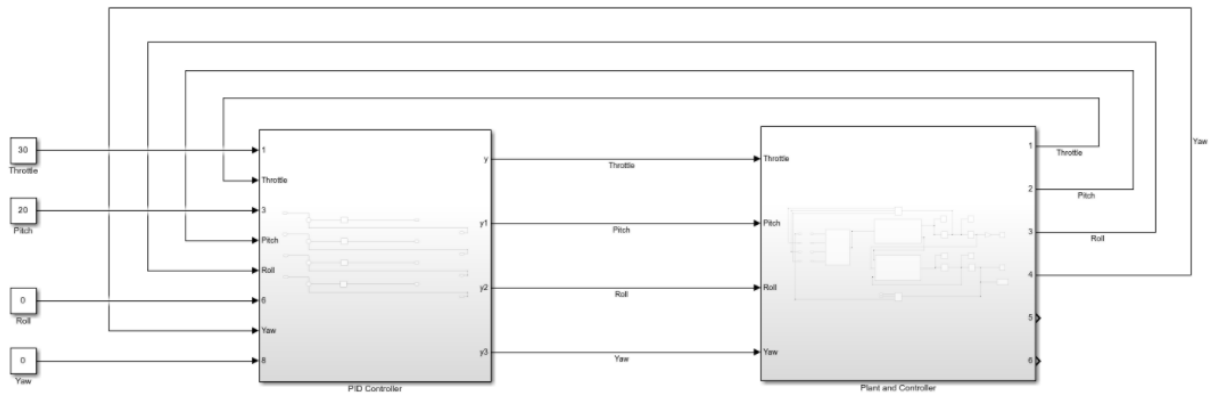 30
Throttle
20
Pitch
0
Roll
0
Yaw
1
Throttle
3
Pitch
Roll
6
Yaw
8
y
y1
y2
y3
PID Controller
Throttle
Pitch
Roll
Yaw
Throttle
Pitch
Roll
Yaw
1
2
3
4
5
6
Plant and Controller
Throttle
Pitch
Roll
Yaw